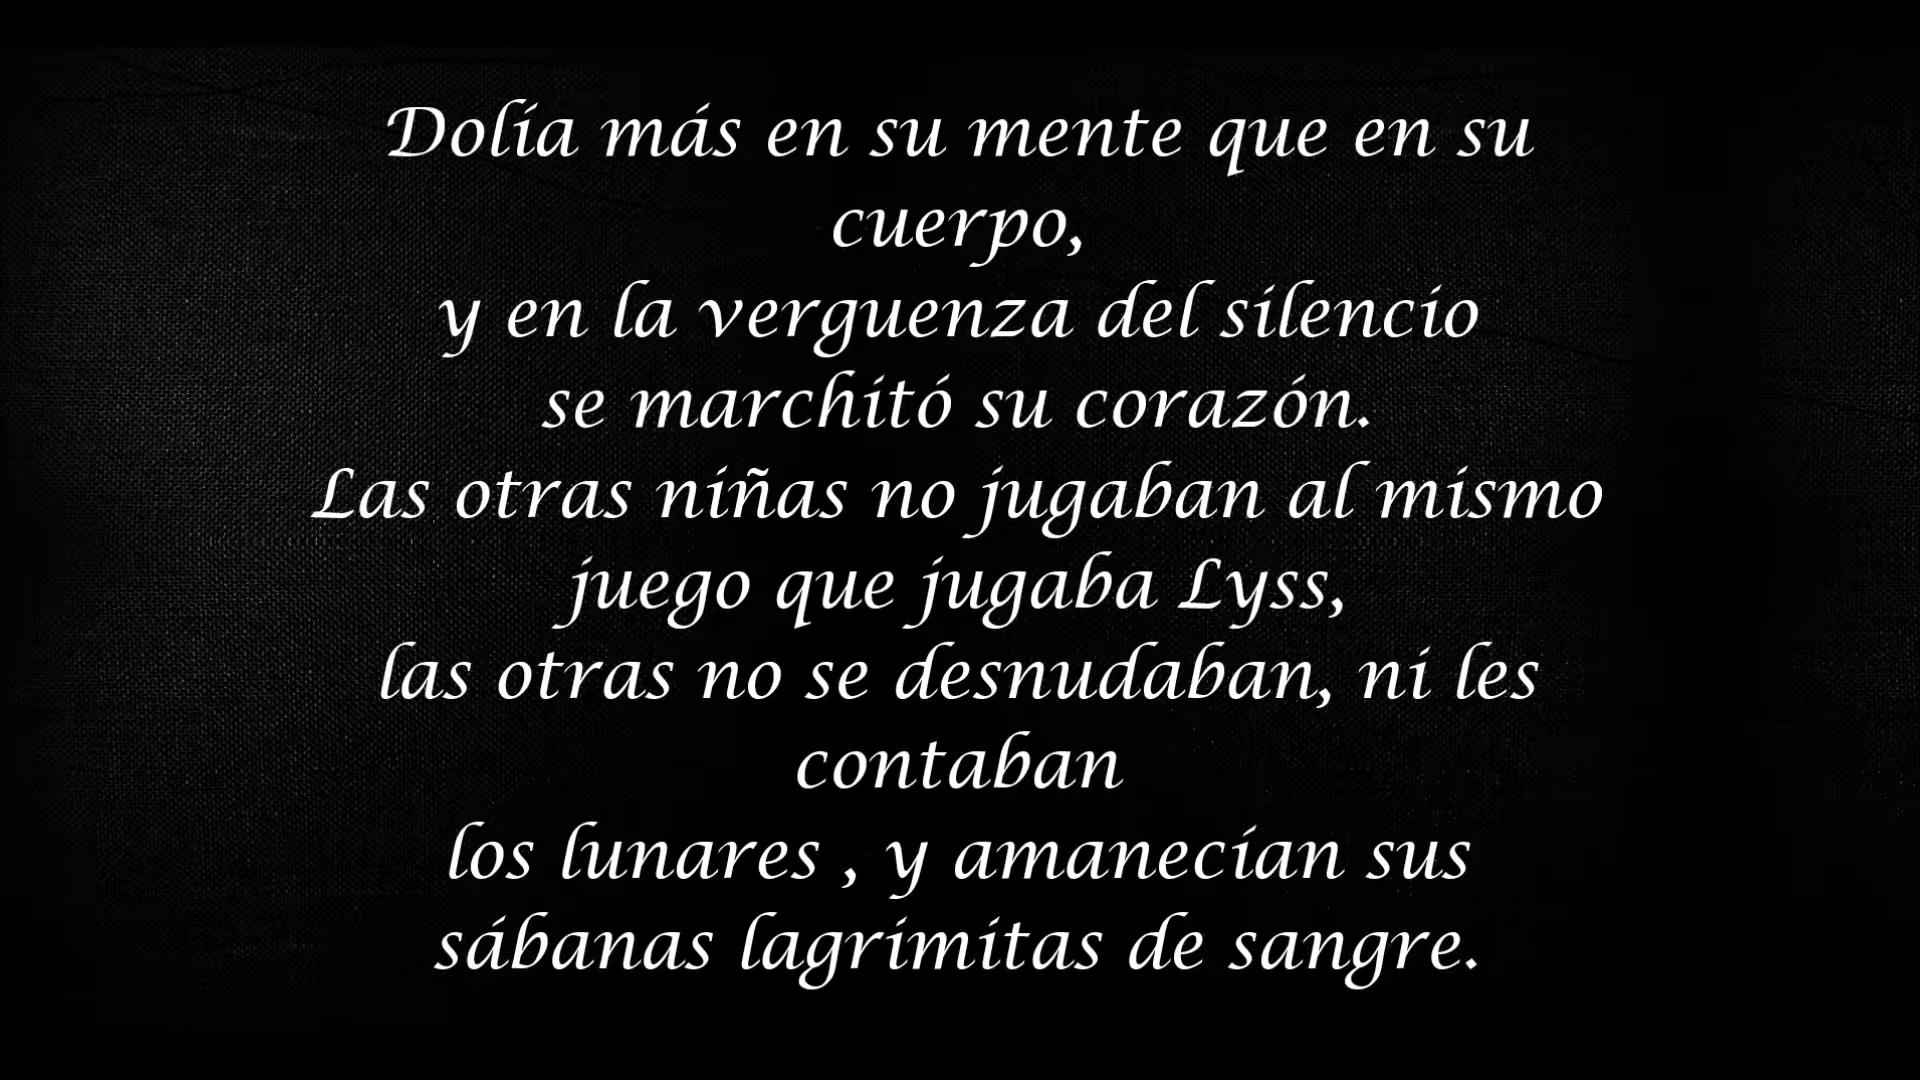 Dolía más en su mente que en su
cuerpo,
y en la verguenza del silencio
se marchitó su corazón.
Las otras niñas no jugaban al mismo
juego que jugaba Lyss,
las otras no se desnudaban, ni les
contaban
los lunares , y amanecían sus
sábanas lagrimitas de sangre.